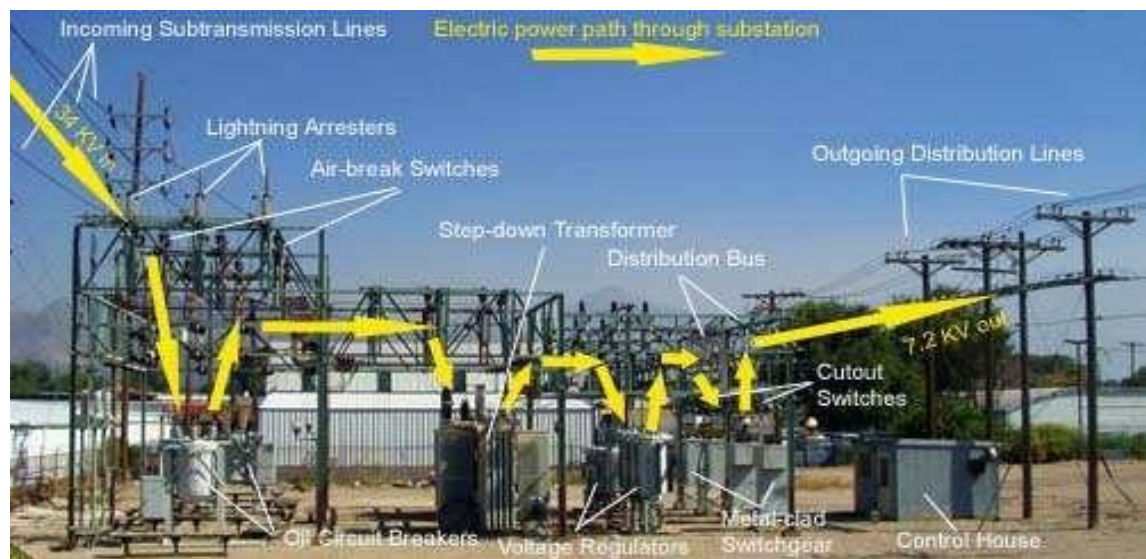 Incoming Subtransmission Lines
Electric power path through substation
34 KV in
Lightning Arresters
Air-break Switches
Outgoing Distribution Lines
Step-down Transformer
Distribution Bus
7.2 KV out
Cutout
Switches
Oil Circuit Breakers
Voltage Regulators
Metal-clad
Switchgear
Control House